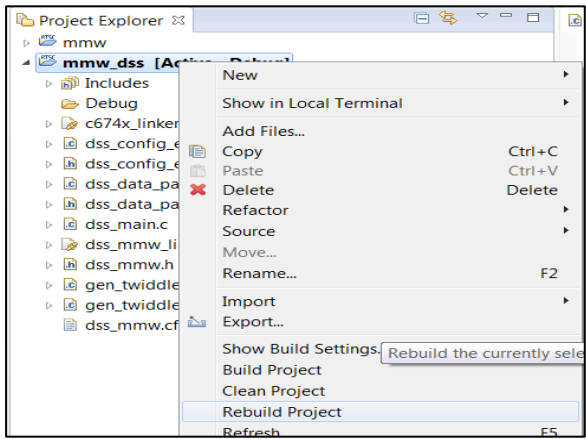 Project Explorer
mmw
mmw_dss [Active - Debug]
Includes
Debug
c674x_linker
dss_config_e
dss_config_e
dss_data_pa
dss_data_pa
dss_main.c
dss_mmw_li
dss_mmw.h
gen_twiddle
gen_twiddle
dss_mmw.cf
New
Show in Local Terminal
Add Files...
Copy Ctrl+C
Paste Ctrl+V
Delete Delete
Refactor
Source
Move...
Rename... F2
Import
Export...
Show Build Settings.
Rebuild the currently sele
Build Project
Clean Project
Rebuild Project
Refresh F5